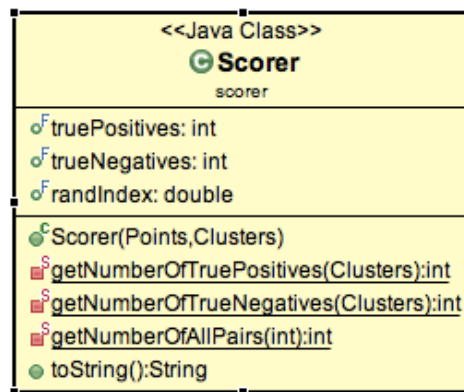 <<Java Class>>
C Scorer
scorer
F truePositives: int
F trueNegatives: int
F randIndex: double
C Scorer(Points,Clusters)
S getNumberOfTruePositives(Clusters):int
S getNumberOfTrueNegatives(Clusters):int
S getNumberOfAllPairs(int):int
toString():String